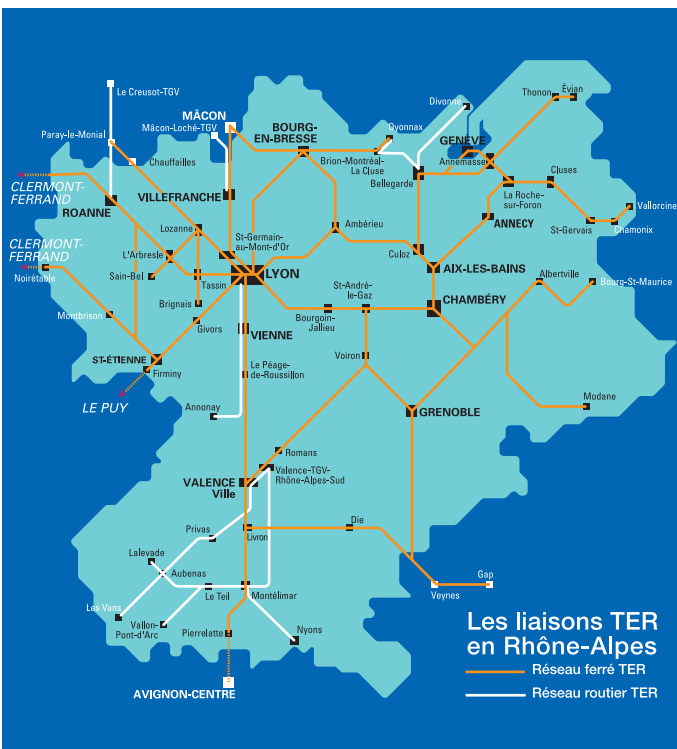 Le Creusot-TGV
Thonon
Évian
Divonne
MÂCON
Mâcon-Loché-TGV
BOURG-
EN-BRESSE
Oyonnax
Paray-le-Monial
GENÈVE
Annemasse
Chauffailles
Brion-Montréal-
La Cluse
Bellegarde
Cluses
CLERMONT-
FERRAND
VILLEFRANCHE
La Roche-
sur-Foron
Vallorcine
ROANNE
ANNECY
Lozanne
Ambérieu
St-Gervais
Chamonix
CLERMONT-
FERRAND
St-Germain-
au-Mont-d'Or
L'Arbresle
Culoz
Noirétable
Sain-Bel
Tassin
LYON
AIX-LES-BAINS
Albertville
Bourg-St-Maurice
Brignais
St-André-
le-Gaz
CHAMBÉRY
Montbrison
Givors
Bourgoin-
Jallieu
VIENNE
ST-ÉTIENNE
Firminy
Le Péage-
de-Roussillon
Voiron
LE PUY
Annonay
Modane
GRENOBLE
Romans
VALENCE
Ville
Valence-TGV-
Rhône-Alpes-Sud
Privas
Livron
Die
Lalevade
Aubenas
Gap
Veynes
Les Vans
Le Teil
Montélimar
Vallon-
Pont-d'Arc
Pierrelatte
Nyons
AVIGNON-CENTRE
Les liaisons TER
en Rhône-Alpes
Réseau ferré TER
Réseau routier TER